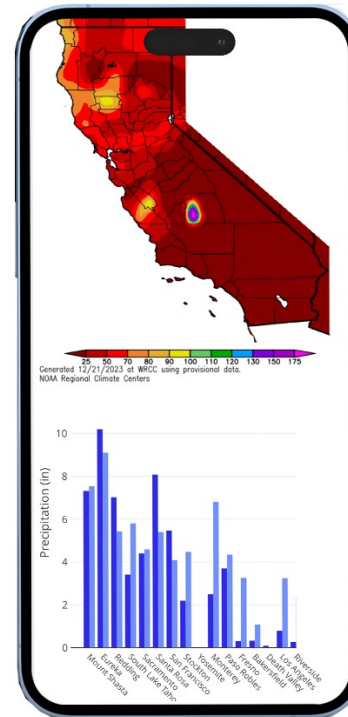 25 50 70 80 90 100 110 120 130 150 175
Generated 12/21/2023 at WRCC using provisional data.
NOAA Regional Climate Centers
Precipitation (in)
10
8
6
4
2
0
Mount Shasta
Eureka
Redding
South Lake Taho
Sacramento
Santa Rosa
San Francisco
Stockton
Yosemite
Monterey
Paso Robles
Fresno
Bakersfield
Death Valley
Los Angeles
Riverside